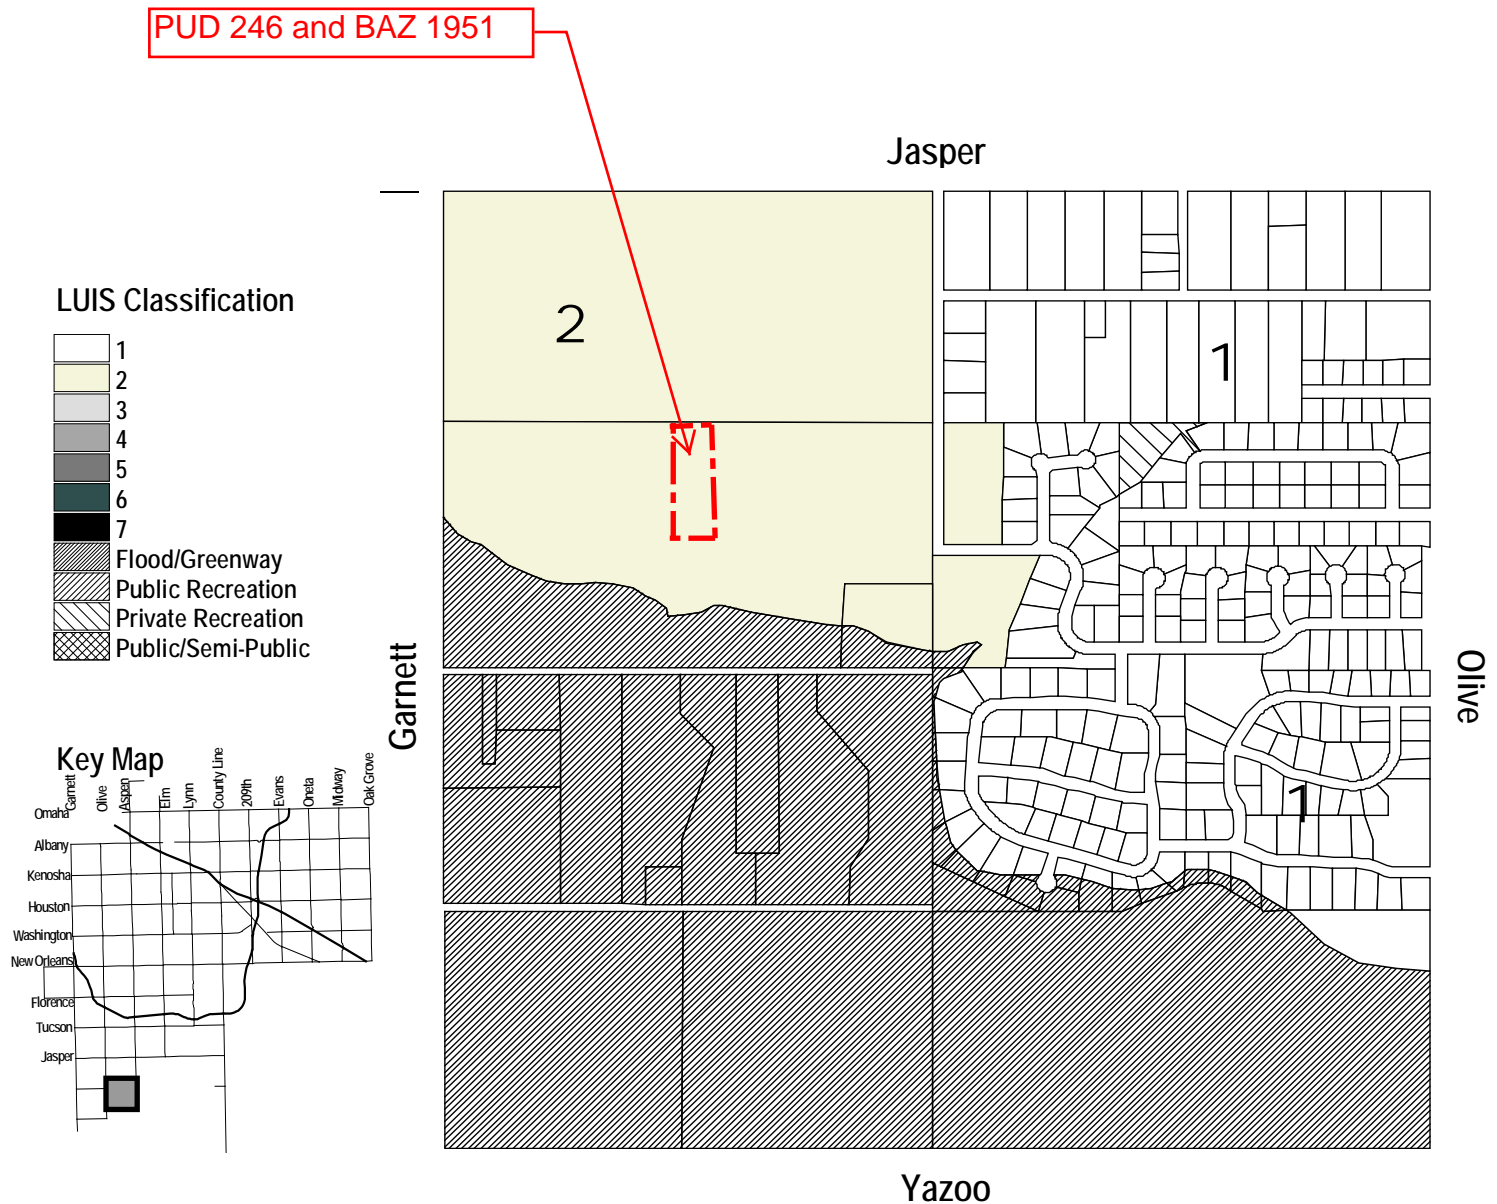 PUD 246 and BAZ 1951
Jasper
LUIS Classification
1
2
3
4
5
6
7
Flood/Greenway
Public Recreation
Private Recreation
Public/Semi-Public
2
1
1
Garnett
Olive
Yazoo
Key Map
Garnett
Olive
Aspen
Elm
Lynn
County Line
209th
Evans
Oneta
Midway
Oak Grove
Omaha
Albany
Kenosha
Houston
Washington
New Orleans
Florence
Tucson
Jasper